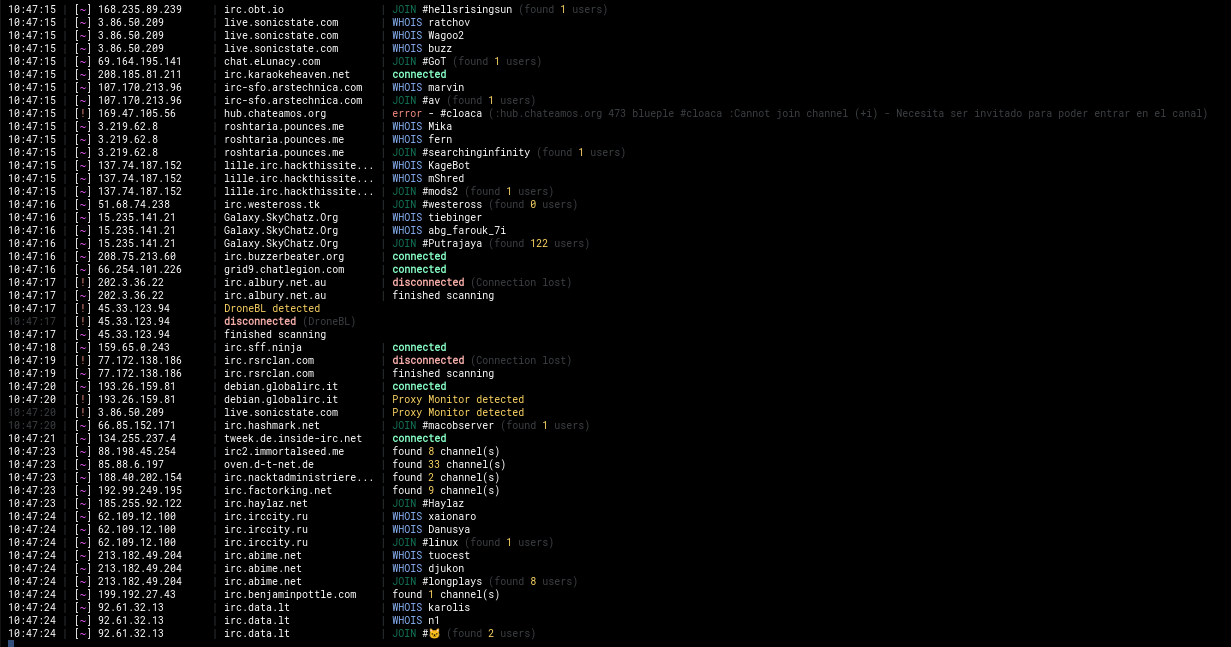 10:47:15 | [~] 168.235.89.239 | irc.obt.io | JOIN #hellsrisingsun (found 1 users)
10:47:15 | [~] 3.86.50.209 | live.sonicstate.com | WHOIS ratchov
10:47:15 | [~] 3.86.50.209 | live.sonicstate.com | WHOIS Wagoo2
10:47:15 | [~] 3.86.50.209 | live.sonicstate.com | WHOIS buzz
10:47:15 | [~] 69.164.195.141 | chat.eLunacy.com | JOIN #GoT (found 1 users)
10:47:15 | [~] 208.185.81.211 | irc.karaokeheaven.net | connected
10:47:15 | [~] 107.170.213.96 | irc-sfo.arstechnica.com | WHOIS marvin
10:47:15 | [~] 107.170.213.96 | irc-sfo.arstechnica.com | JOIN #av (found 1 users)
10:47:15 | [!] 169.47.105.56 | hub.chateamos.org | error - #cloaca (:hub.chateamos.org 473 blueple #cloaca :Cannot join channel (+i) - Necesita ser invitado para poder entrar en el canal)
10:47:15 | [~] 3.219.62.8 | roshtaria.pounces.me | WHOIS Mika
10:47:15 | [~] 3.219.62.8 | roshtaria.pounces.me | WHOIS fern
10:47:15 | [~] 3.219.62.8 | roshtaria.pounces.me | JOIN #searchinginfinity (found 1 users)
10:47:15 | [~] 137.74.187.152 | lille.irc.hackthissite... | WHOIS KageBot
10:47:15 | [~] 137.74.187.152 | lille.irc.hackthissite... | WHOIS mShred
10:47:15 | [~] 137.74.187.152 | lille.irc.hackthissite... | JOIN #mods2 (found 1 users)
10:47:16 | [~] 51.68.74.238 | irc.westeross.tk | JOIN #westeross (found 0 users)
10:47:16 | [~] 15.235.141.21 | Galaxy.SkyChatz.Org | WHOIS tiebinger
10:47:16 | [~] 15.235.141.21 | Galaxy.SkyChatz.Org | WHOIS abg_farouk_7i
10:47:16 | [~] 15.235.141.21 | Galaxy.SkyChatz.Org | JOIN #Putrajaya (found 122 users)
10:47:16 | [~] 208.75.213.60 | irc.buzzerbeater.org | connected
10:47:16 | [~] 66.254.101.226 | grid9.chatlegion.com | connected
10:47:17 | [!] 202.3.36.22 | irc.albury.net.au | disconnected (Connection lost)
10:47:17 | [~] 202.3.36.22 | irc.albury.net.au | finished scanning
10:47:17 | [!] 45.33.123.94 | DroneBL detected
10:47:17 | [!] 45.33.123.94 | disconnected (DroneBL)
10:47:17 | [~] 45.33.123.94 | finished scanning
10:47:18 | [~] 159.65.0.243 | irc.sff.ninja | connected
10:47:19 | [!] 77.172.138.186 | irc.rsrclan.com | disconnected (Connection lost)
10:47:19 | [~] 77.172.138.186 | irc.rsrclan.com | finished scanning
10:47:20 | [~] 193.26.159.81 | debian.globalirc.it | connected
10:47:20 | [!] 193.26.159.81 | debian.globalirc.it | Proxy Monitor detected
10:47:20 | [!] 3.86.50.209 | live.sonicstate.com | Proxy Monitor detected
10:47:20 | [~] 66.85.152.171 | irc.hashmark.net | JOIN #macobserver (found 1 users)
10:47:21 | [~] 134.255.237.4 | tweek.de.inside-irc.net | connected
10:47:23 | [~] 88.198.45.254 | irc2.immortalseed.me | found 8 channel(s)
10:47:23 | [~] 85.88.6.197 | oven.d-t-net.de | found 33 channel(s)
10:47:23 | [~] 188.40.202.154 | irc.nacktadministriere... | found 2 channel(s)
10:47:23 | [~] 192.99.249.195 | irc.factorking.net | found 9 channel(s)
10:47:23 | [~] 185.255.92.122 | irc.haylaz.net | JOIN #Haylaz
10:47:24 | [~] 62.109.12.100 | irc.irccity.ru | WHOIS xaionaro
10:47:24 | [~] 62.109.12.100 | irc.irccity.ru | WHOIS Danusya
10:47:24 | [~] 62.109.12.100 | irc.irccity.ru | JOIN #linux (found 1 users)
10:47:24 | [~] 213.182.49.204 | irc.abime.net | WHOIS tuocest
10:47:24 | [~] 213.182.49.204 | irc.abime.net | WHOIS djukon
10:47:24 | [~] 213.182.49.204 | irc.abime.net | JOIN #longplays (found 8 users)
10:47:24 | [~] 199.192.27.43 | irc.benjaminpottle.com | found 1 channel(s)
10:47:24 | [~] 92.61.32.13 | irc.data.lt | WHOIS karolis
10:47:24 | [~] 92.61.32.13 | irc.data.lt | WHOIS n1
10:47:24 | [~] 92.61.32.13 | irc.data.lt | JOIN #🐱 (found 2 users)